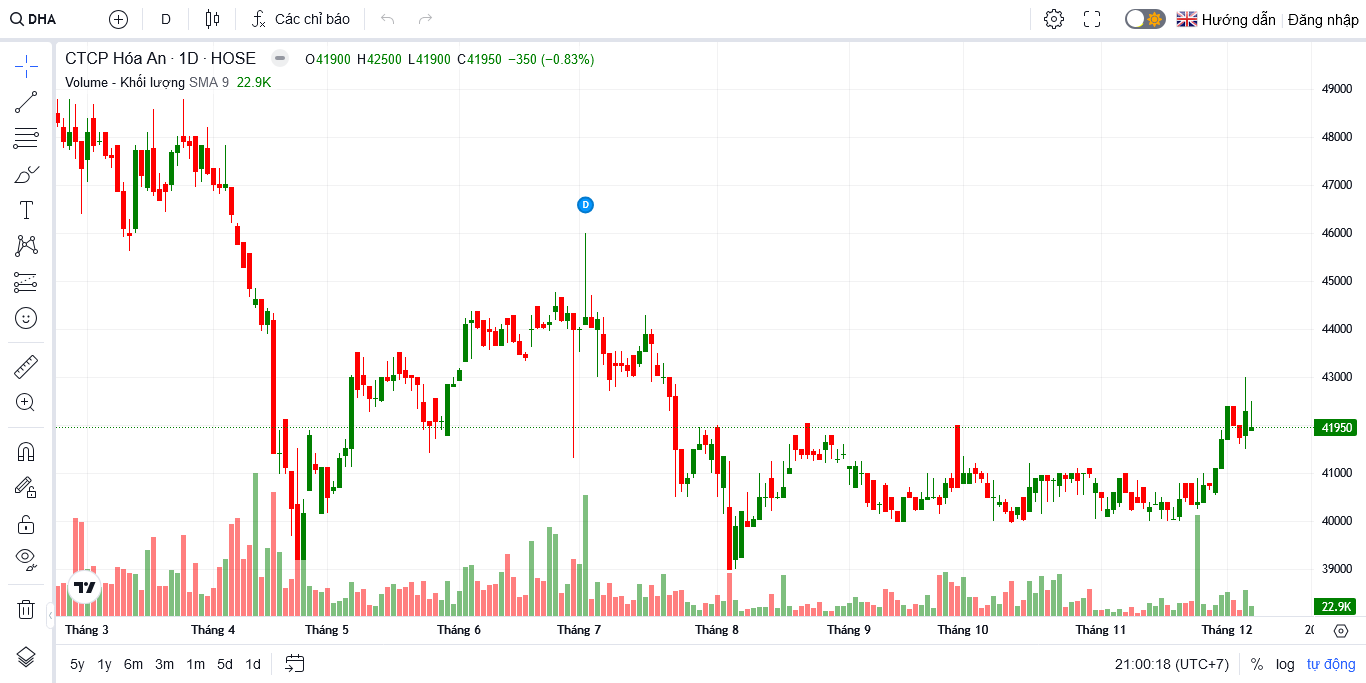 DHA D Các chỉ báo Hướng dẫn Đăng nhập
CTCP Hóa An · 1D · HOSE O41900 H42500 L41900 C41950 −350 (−0.83%)
Volume - Khối lượng SMA 9 22.9K
49000
48000
47000
46000
D
45000
44000
43000
41950
41000
40000
39000
22.9K
Tháng 3 Tháng 4 Tháng 5 Tháng 6 Tháng 7 Tháng 8 Tháng 9 Tháng 10 Tháng 11 Tháng 12
5y 1y 6m 3m 1m 5d 1d 21:00:18 (UTC+7) % log tự động